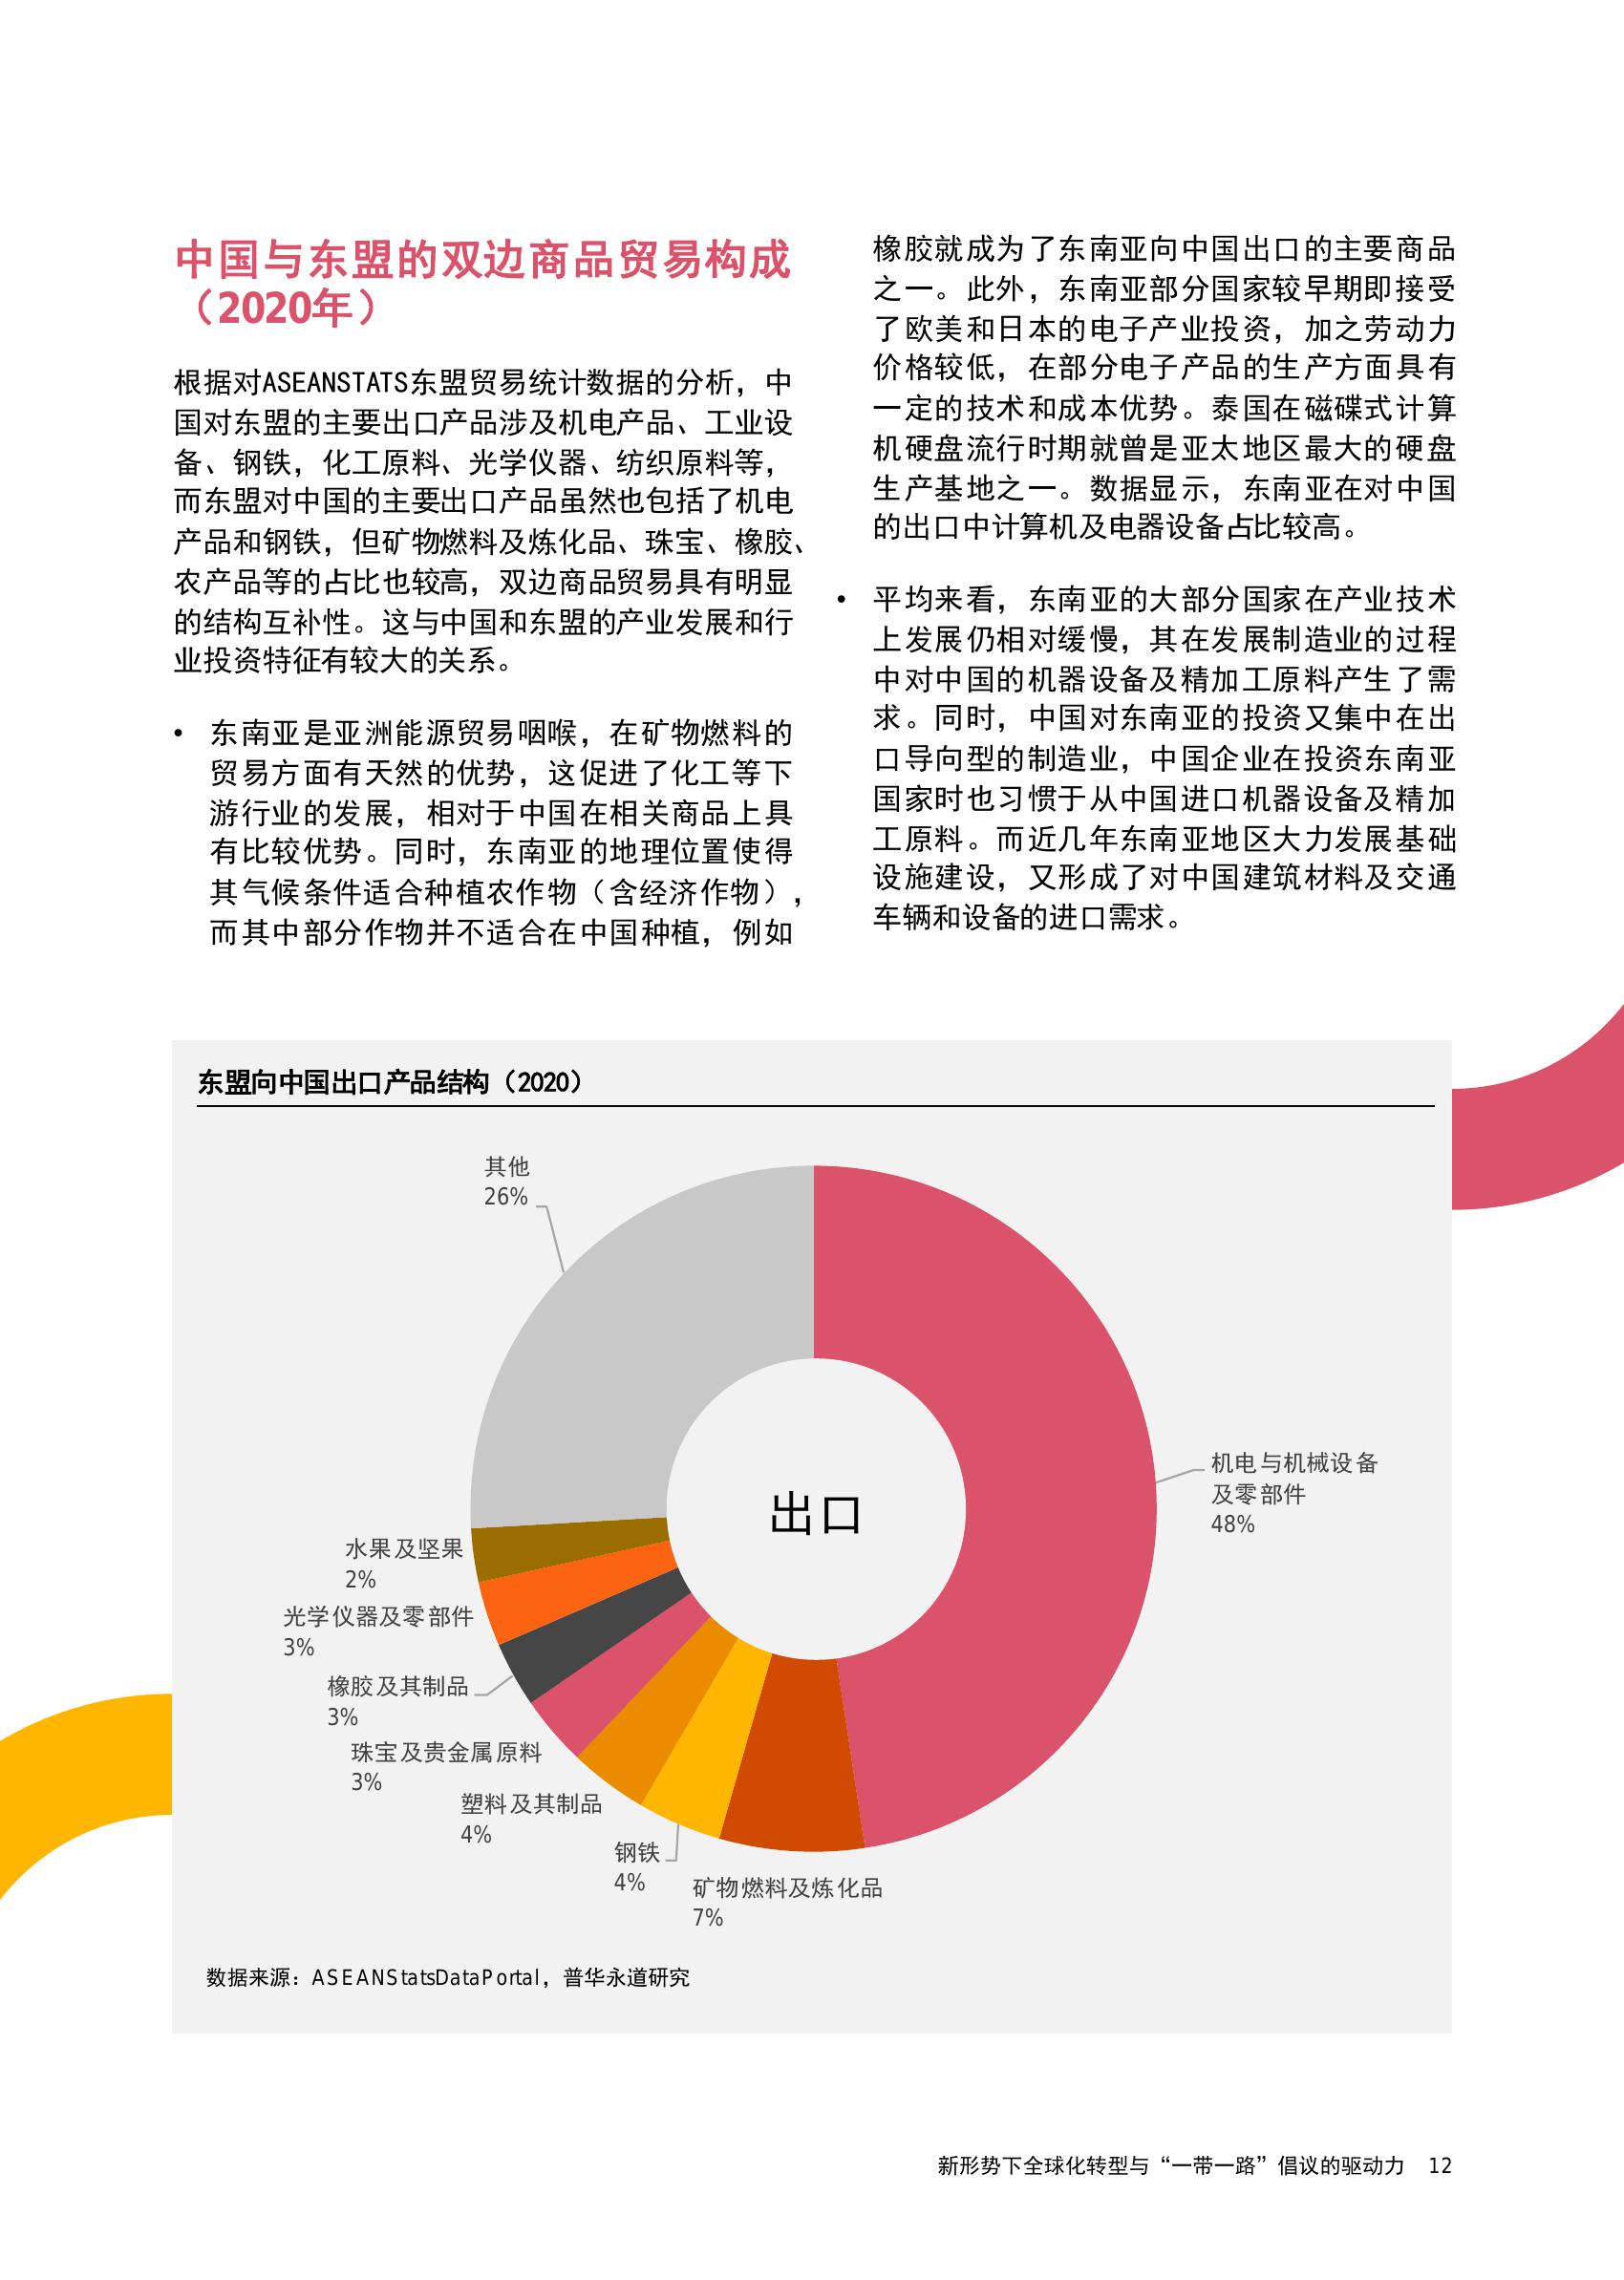 中国与东盟的双边商品贸易构成
（2020年）
根据对ASEANSTATS东盟贸易统计数据的分析，中
国对东盟的主要出口产品涉及机电产品、工业设
备、钢铁，化工原料、光学仪器、纺织原料等，
而东盟对中国的主要出口产品虽然也包括了机电
产品和钢铁，但矿物燃料及炼化品、珠宝、橡胶、
农产品等的占比也较高，双边商品贸易具有明显
的结构互补性。这与中国和东盟的产业发展和行
业投资特征有较大的关系。
• 东南亚是亚洲能源贸易咽喉，在矿物燃料的
贸易方面有天然的优势，这促进了化工等下
游行业的发展，相对于中国在相关商品上具
有比较优势。同时，东南亚的地理位置使得
其气候条件适合种植农作物（含经济作物），
而其中部分作物并不适合在中国种植，例如
橡胶就成为了东南亚向中国出口的主要商品
之一。此外，东南亚部分国家较早期即接受
了欧美和日本的电子产业投资，加之劳动力
价格较低，在部分电子产品的生产方面具有
一定的技术和成本优势。泰国在磁碟式计算
机硬盘流行时期就曾是亚太地区最大的硬盘
生产基地之一。数据显示，东南亚在对中国
的出口中计算机及电器设备占比较高。
• 平均来看，东南亚的大部分国家在产业技术
上发展仍相对缓慢，其在发展制造业的过程
中对中国的机器设备及精加工原料产生了需
求。同时，中国对东南亚的投资又集中在出
口导向型的制造业，中国企业在投资东南亚
国家时也习惯于从中国进口机器设备及精加
工原料。而近几年东南亚地区大力发展基础
设施建设，又形成了对中国建筑材料及交通
车辆和设备的进口需求。
东盟向中国出口产品结构（2020）
其他
26%
机电与机械设备
及零部件
48%
出口
水果及坚果
2%
光学仪器及零部件
3%
橡胶及其制品
3%
珠宝及贵金属原料
3%
塑料及其制品
4%
钢铁
4%
矿物燃料及炼化品
7%
数据来源：ASEANStatsDataPortal，普华永道研究
新形势下全球化转型与“一带一路”倡议的驱动力 12